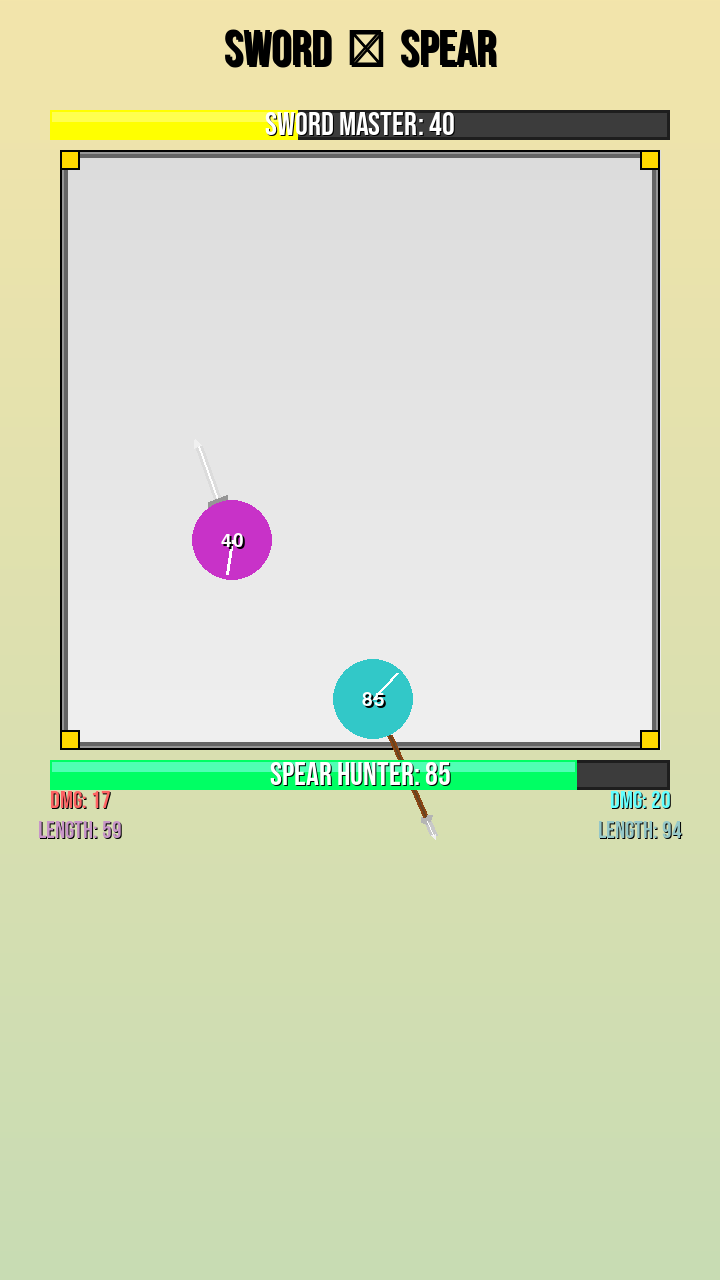 SWORD SPEAR
SWORD MASTER: 40
40
85
SPEAR HUNTER: 85
DMG: 17
DMG: 20
LENGTH: 59
LENGTH: 94